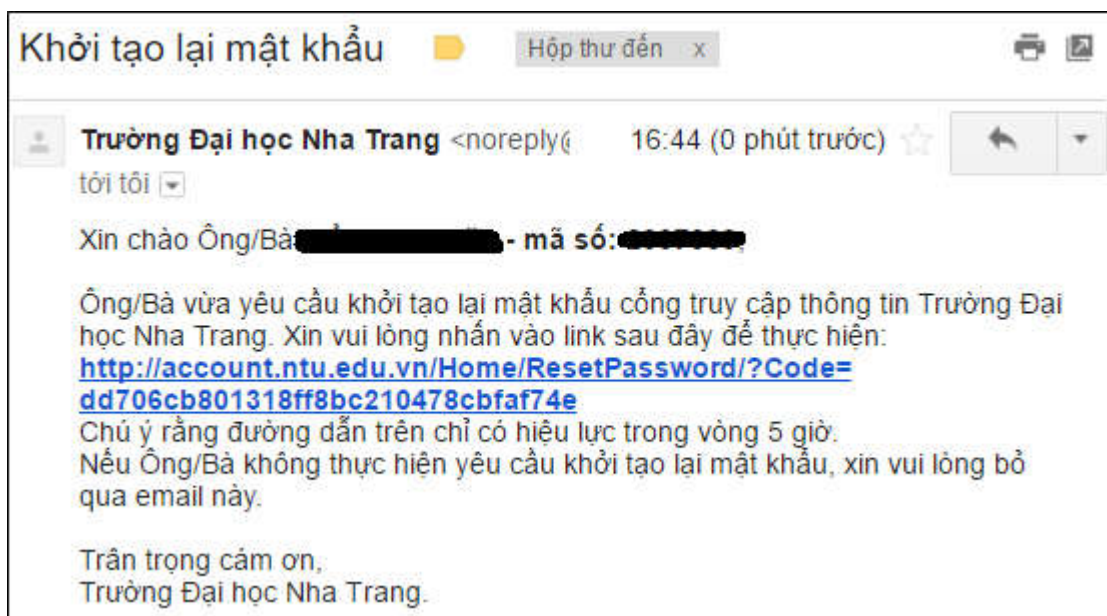 Khởi tạo lại mật khẩu Hộp thư đến x
Trường Đại học Nha Trang <noreply@ 16:44 (0 phút trước)
tới tôi
Xin chào Ông/Bà - mã số:
Ông/Bà vừa yêu cầu khởi tạo lại mật khẩu cổng truy cập thông tin Trường Đại
học Nha Trang. Xin vui lòng nhấn vào link sau đây để thực hiện:
http://account.ntu.edu.vn/Home/ResetPassword/?Code=
dd706cb801318ff8bc210478cbfaf74e
Chú ý rằng đường dẫn trên chỉ có hiệu lực trong vòng 5 giờ.
Nếu Ông/Bà không thực hiện yêu cầu khởi tạo lại mật khẩu, xin vui lòng bỏ
qua email này.
Trân trọng cám ơn,
Trường Đại học Nha Trang.